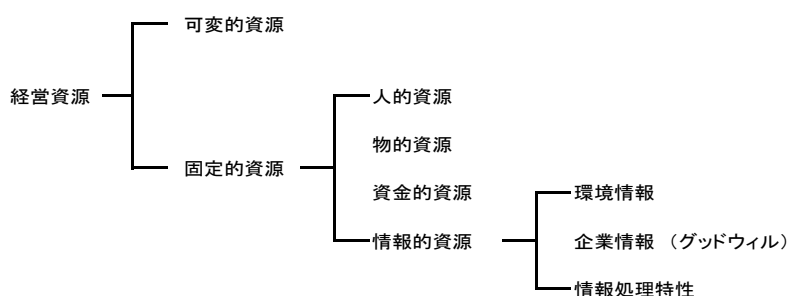 可変的資源
経営資源
人的資源
物的資源
固定的資源
資金的資源
環境情報
情報的資源
企業情報 （グッドウィル）
情報処理特性